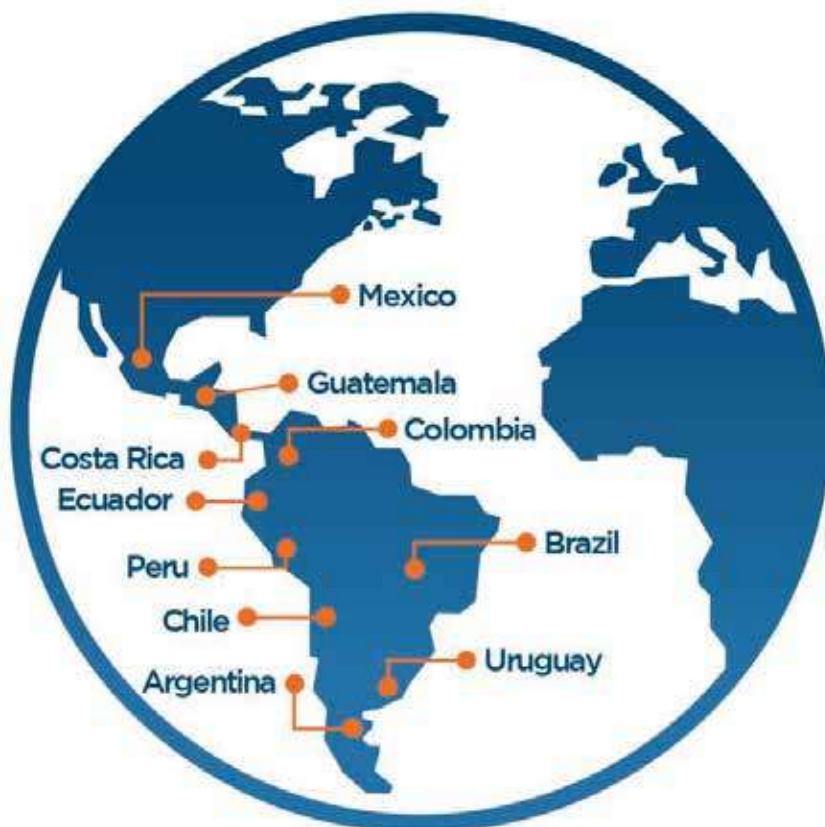 Mexico
Guatemala
Colombia
Costa Rica
Ecuador
Brazil
Peru
Chile
Uruguay
Argentina